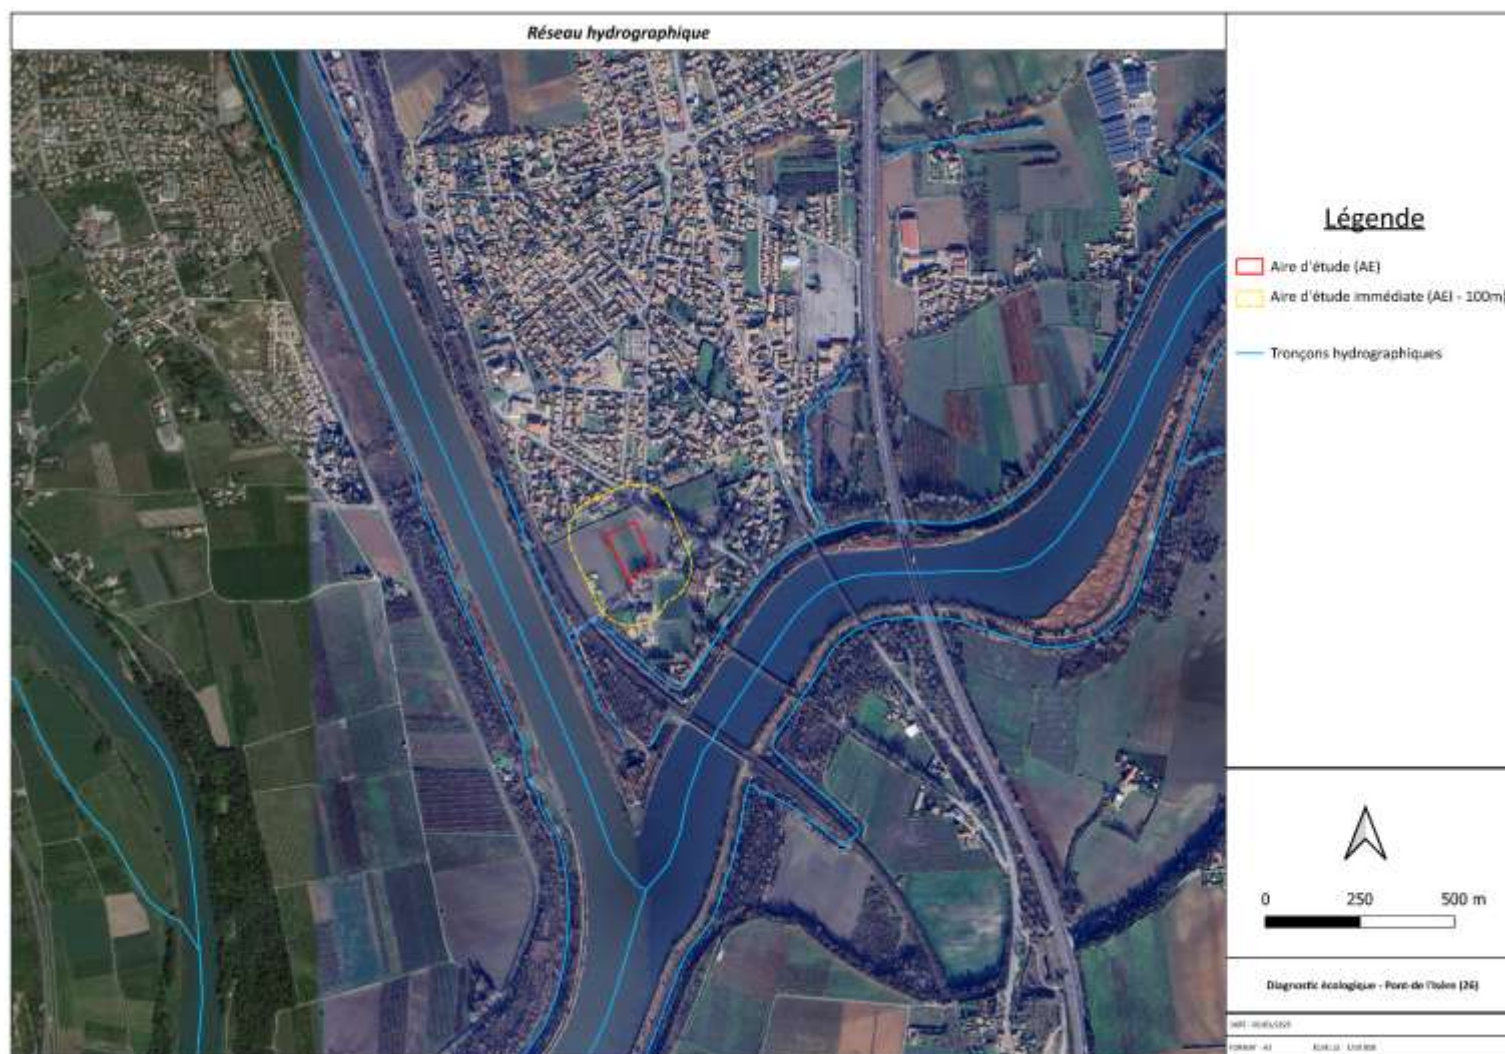 Réseau hydrographique
Légende
Aire d'étude (AE)
Aire d'étude immédiate (AEI - 100m)
Tronçons hydrographiques
0 250 500 m
Diagnostic écologique - Pont-de l'Isère (26)